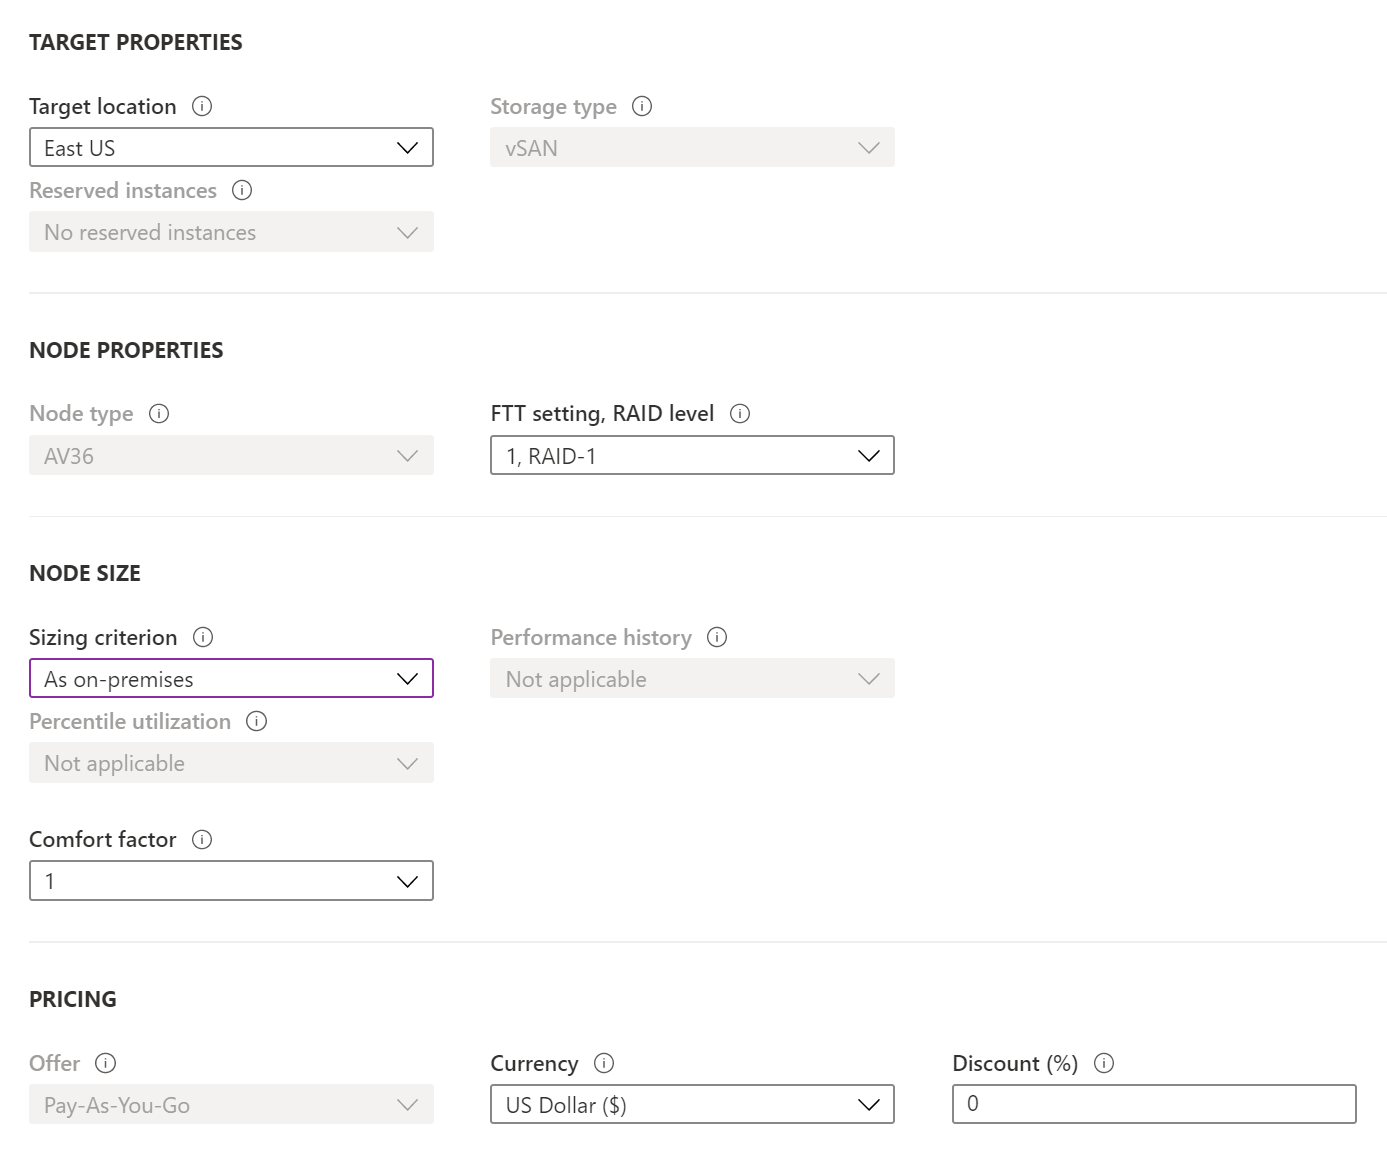 TARGET PROPERTIES
Target location
Storage type
East US
vSAN
Reserved instances
No reserved instances
NODE PROPERTIES
Node type
FTT setting, RAID level
AV36
1, RAID-1
NODE SIZE
Sizing criterion
Performance history
As on-premises
Not applicable
Percentile utilization
Not applicable
Comfort factor
1
PRICING
Offer
Currency
Discount (%)
Pay-As-You-Go
US Dollar ($)
0